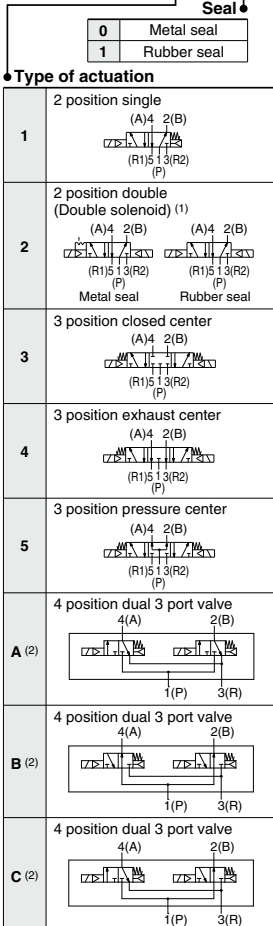 Seal
0 Metal seal
1 Rubber seal
Type of actuation
1
2 position single
(A)4 2(B)
(R1)5 1 3(R2)
(P)
2
2 position double
(Double solenoid) (1)
(A)4 2(B) (A)4 2(B)
(R1)5 1 3(R2) (R1)5 1 3(R2)
(P) (P)
Metal seal Rubber seal
3
3 position closed center
(A)4 2(B)
(R1)5 1 3(R2)
(P)
4
3 position exhaust center
(A)4 2(B)
(R1)5 1 3(R2)
(P)
5
3 position pressure center
(A)4 2(B)
(R1)5 1 3(R2)
(P)
A (2)
4 position dual 3 port valve
4(A) 2(B)
1(P) 3(R)
B (2)
4 position dual 3 port valve
4(A) 2(B)
1(P) 3(R)
C (2)
4 position dual 3 port valve
4(A) 2(B)
1(P) 3(R)